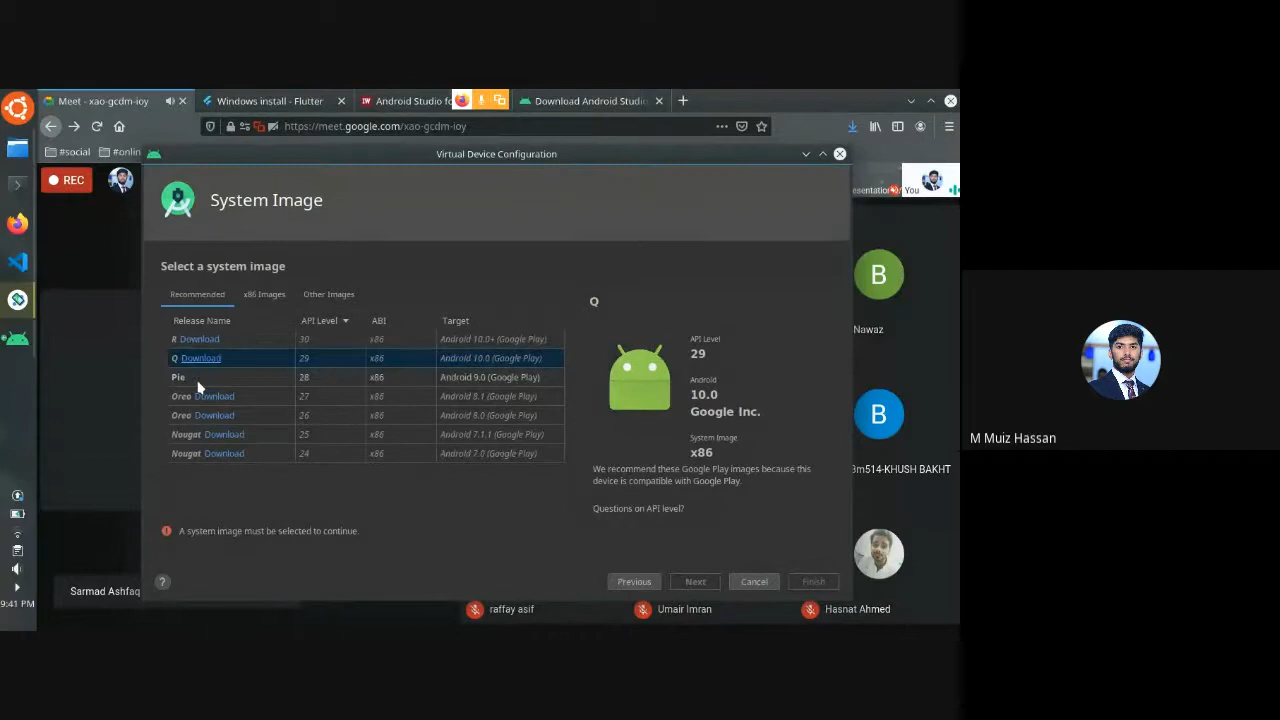 Meet - xao-gcdm-ioy
Windows install - Flutter
Android Studio fo
Download Android Studio
https://meet.google.com/xao-gcdm-ioy
#social
#onlin
Virtual Device Configuration
REC
System Image
esentation
You
Select a system image
Recommended
x86 Images
Other Images
Release Name API Level ABI Target
R Download 30 x86 Android 10.0+ (Google Play)
Q Download 29 x86 Android 10.0 (Google Play)
Pie 28 x86 Android 9.0 (Google Play)
Oreo Download 27 x86 Android 8.1 (Google Play)
Oreo Download 26 x86 Android 8.0 (Google Play)
Nougat Download 25 x86 Android 7.1.1 (Google Play)
Nougat Download 24 x86 Android 7.0 (Google Play)
Q
API Level
29
Android
10.0
Google Inc.
System Image
x86
We recommend these Google Play images because this
device is compatible with Google Play.
Questions on API level?
A system image must be selected to continue.
?
Previous
Next
Cancel
Finish
B
Nawaz
B
3m514-KHUSH BAKHT
Sarmad Ashfaq
raffay asif
Umair Imran
Hasnat Ahmed
9:41 PM
M Muiz Hassan